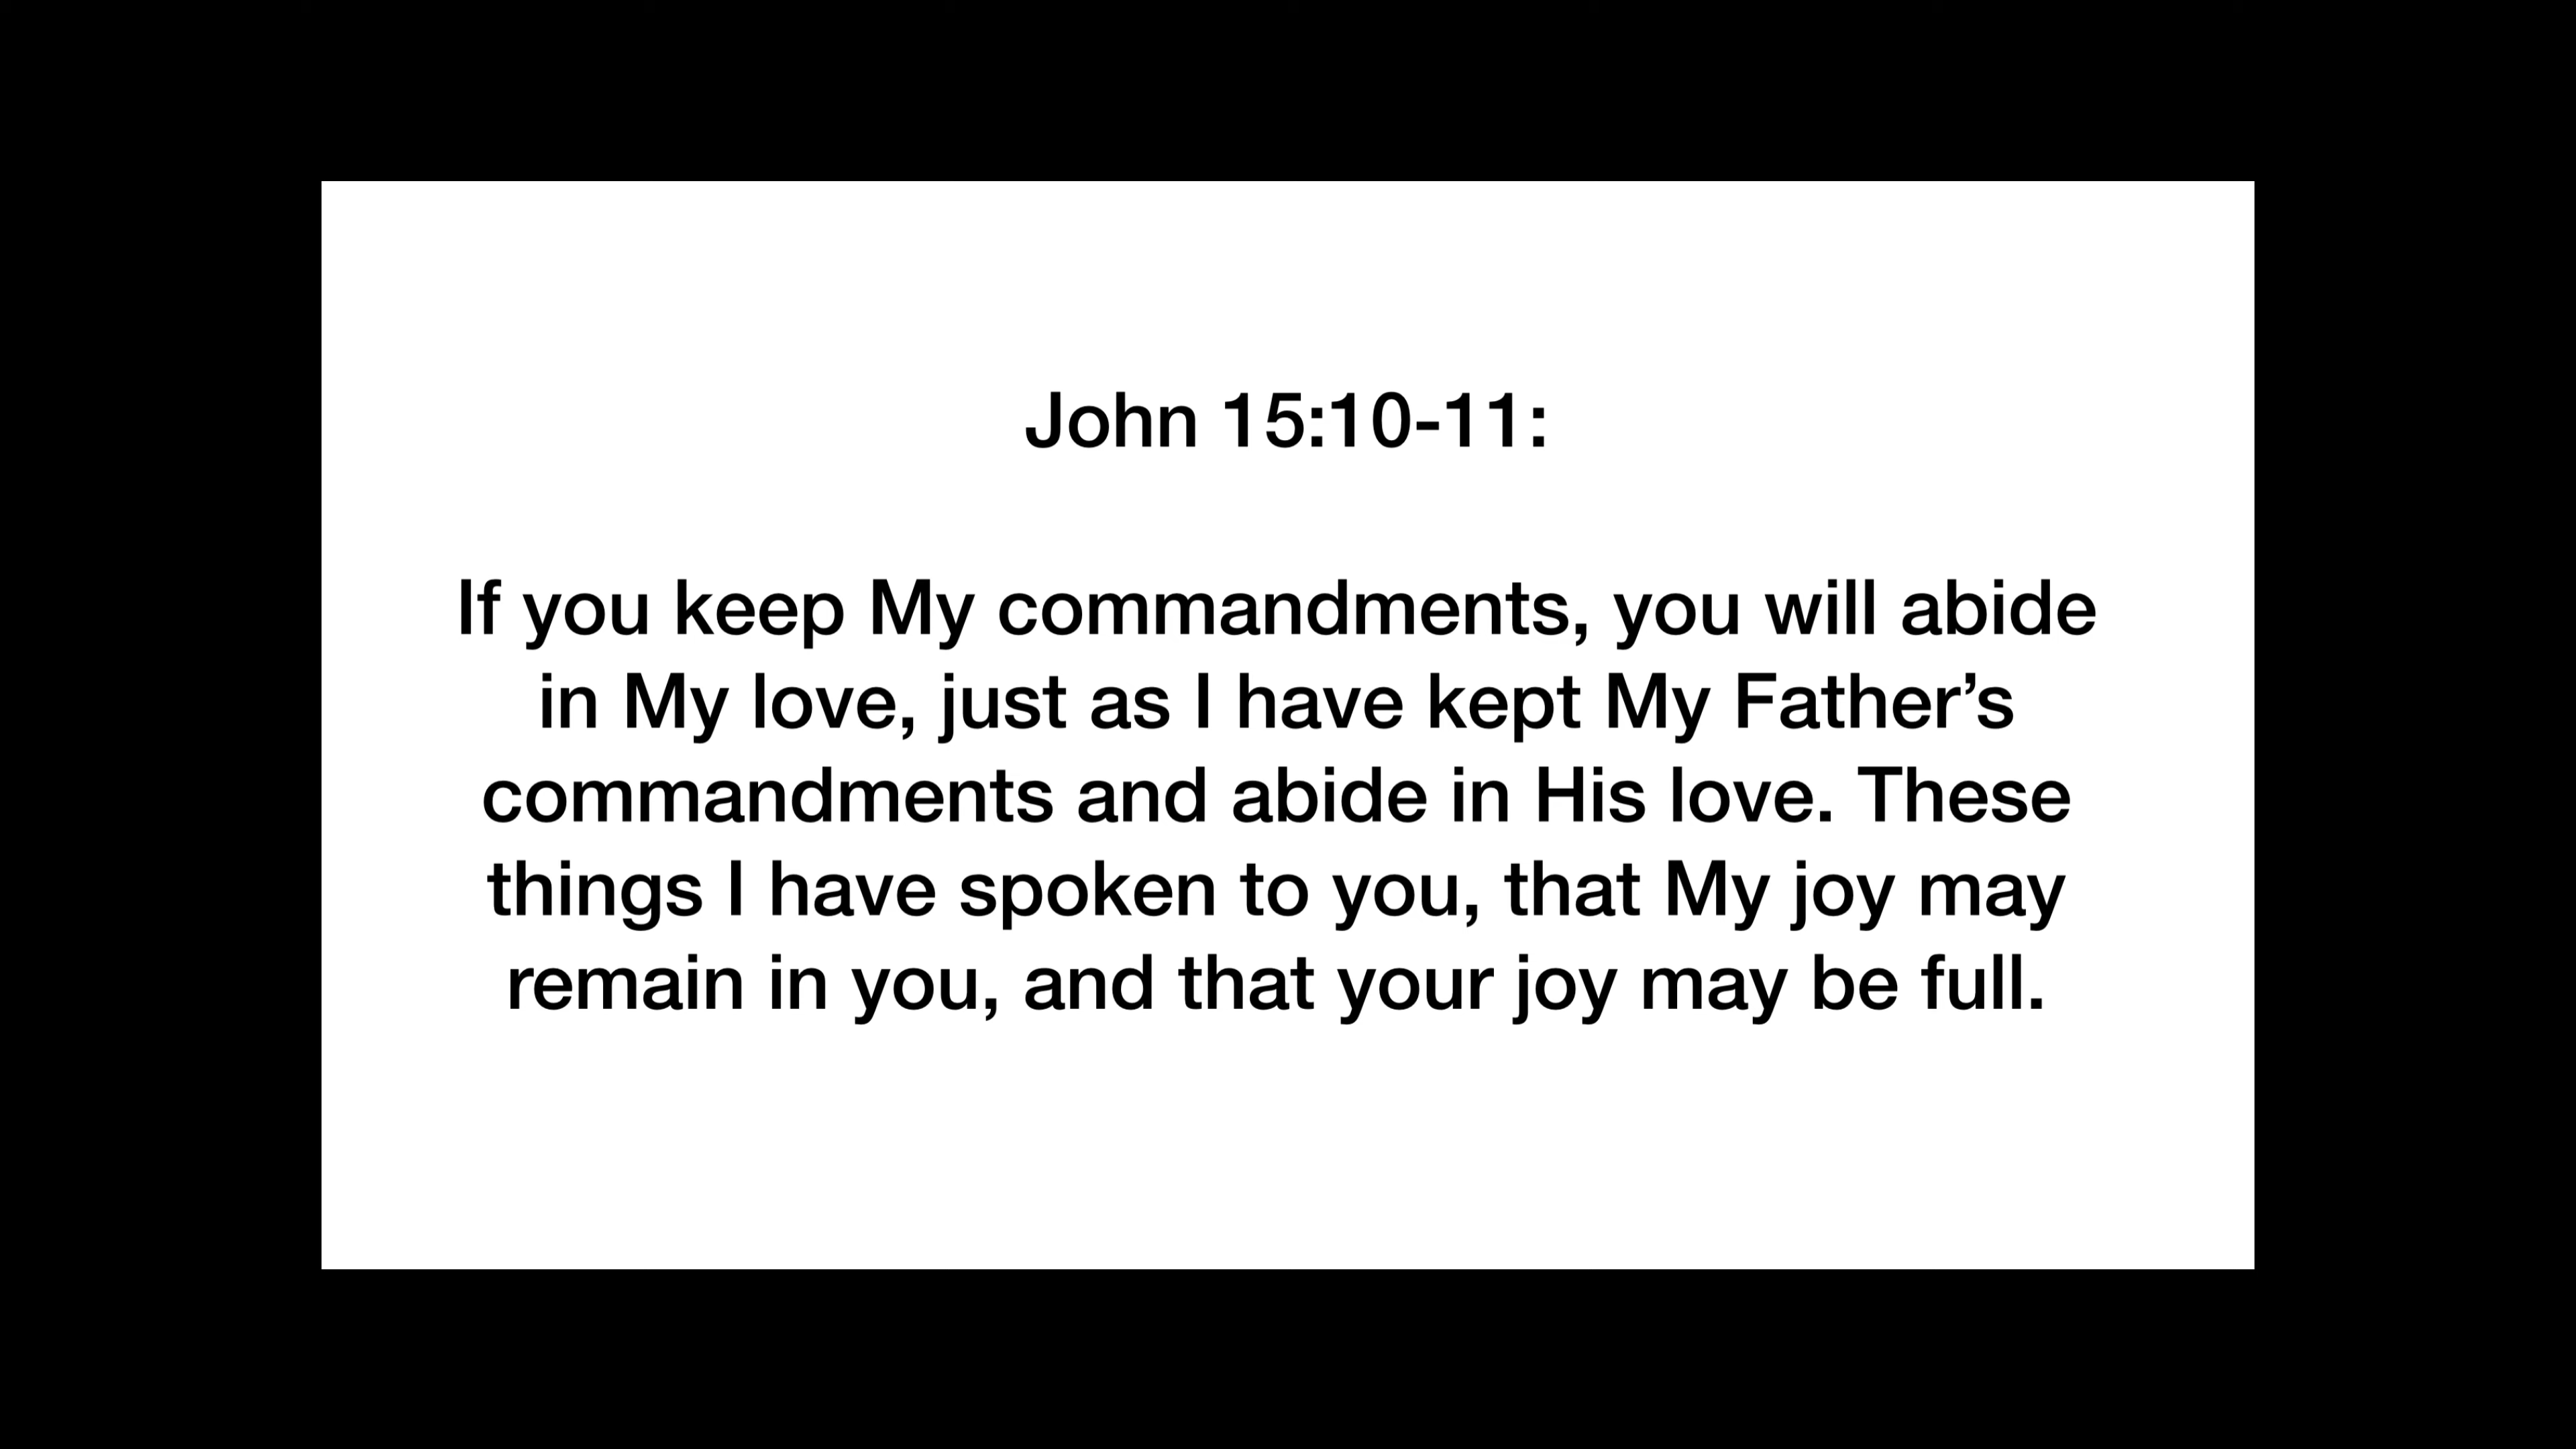 John 15:10-11:
If you keep My commandments, you will abide
in My love, just as I have kept My Father’s
commandments and abide in His love. These
things I have spoken to you, that My joy may
remain in you, and that your joy may be full.